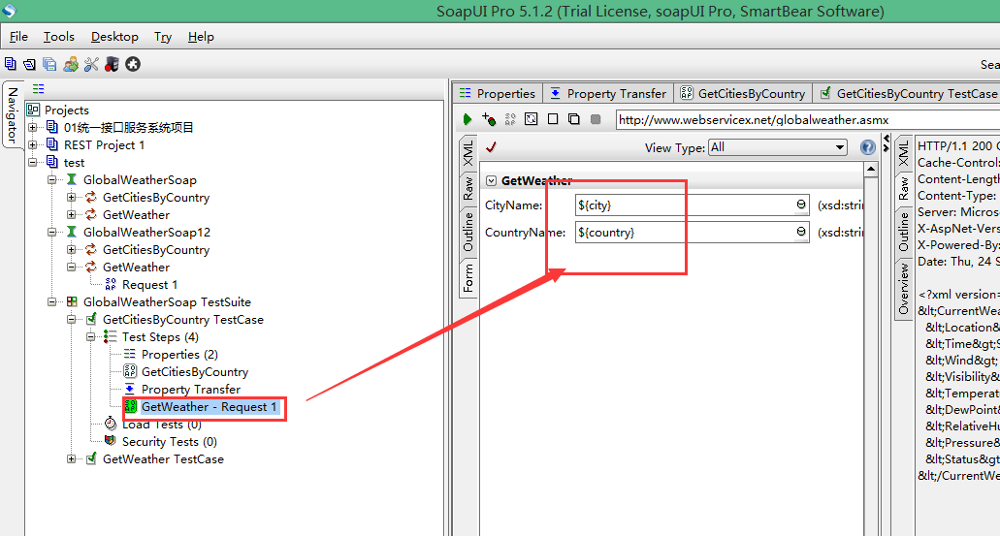 SoapUI Pro 5.1.2 (Trial License, soapUI Pro, SmartBear Software)
File Tools Desktop Try Help
Sea
Navigator
Projects
01统一接口服务系统项目
REST Project 1
test
GlobalWeatherSoap
GetCitiesByCountry
GetWeather
GlobalWeatherSoap12
GetCitiesByCountry
GetWeather
Request 1
GlobalWeatherSoap TestSuite
GetCitiesByCountry TestCase
Test Steps (4)
Properties (2)
GetCitiesByCountry
Property Transfer
GetWeather - Request 1
Load Tests (0)
Security Tests (0)
GetWeather TestCase
Properties Property Transfer GetCitiesByCountry GetCitiesByCountry TestCase
http://www.webservicex.net/globalweather.asmx
XML
Raw
Outline
Form
View Type: All
GetWeather
CityName: ${city} (xsd:strin
CountryName: ${country} (xsd:strin
XML
Raw
Outline
Overview
HTTP/1.1 200 O
Cache-Control:
Content-Length
Content-Type:
Server: Micros
X-AspNet-Vers
X-Powered-By:
Date: Thu, 24 S
<?xml version=
&lt;CurrentWea
&lt;Location&
&lt;Time&gt;S
&lt;Wind&gt;
&lt;Visibility&
&lt;Temperat
&lt;DewPoint&
&lt;RelativeHu
&lt;Pressure&
&lt;Status&gt
&lt;/CurrentWe